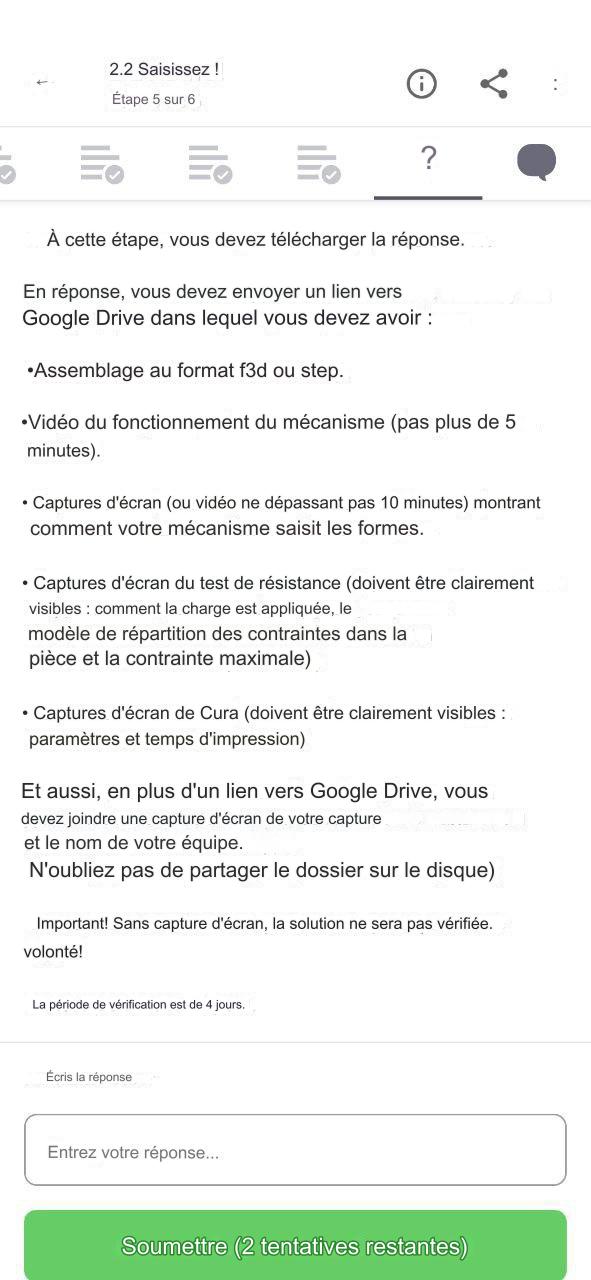 2.2 Saisissez !
Étape 5 sur 6
?
À cette étape, vous devez télécharger la réponse.
En réponse, vous devez envoyer un lien vers
Google Drive dans lequel vous devez avoir :
•Assemblage au format f3d ou step.
•Vidéo du fonctionnement du mécanisme (pas plus de 5
minutes).
• Captures d'écran (ou vidéo ne dépassant pas 10 minutes) montrant
comment votre mécanisme saisit les formes.
• Captures d'écran du test de résistance (doivent être clairement
visibles : comment la charge est appliquée, le
modèle de répartition des contraintes dans la
pièce et la contrainte maximale)
• Captures d'écran de Cura (doivent être clairement visibles :
paramètres et temps d'impression)
Et aussi, en plus d'un lien vers Google Drive, vous
devez joindre une capture d'écran de votre capture
et le nom de votre équipe.
N'oubliez pas de partager le dossier sur le disque)
Important! Sans capture d'écran, la solution ne sera pas vérifiée.
volonté!
La période de vérification est de 4 jours.
Écris la réponse
Entrez votre réponse...
Soumettre (2 tentatives restantes)